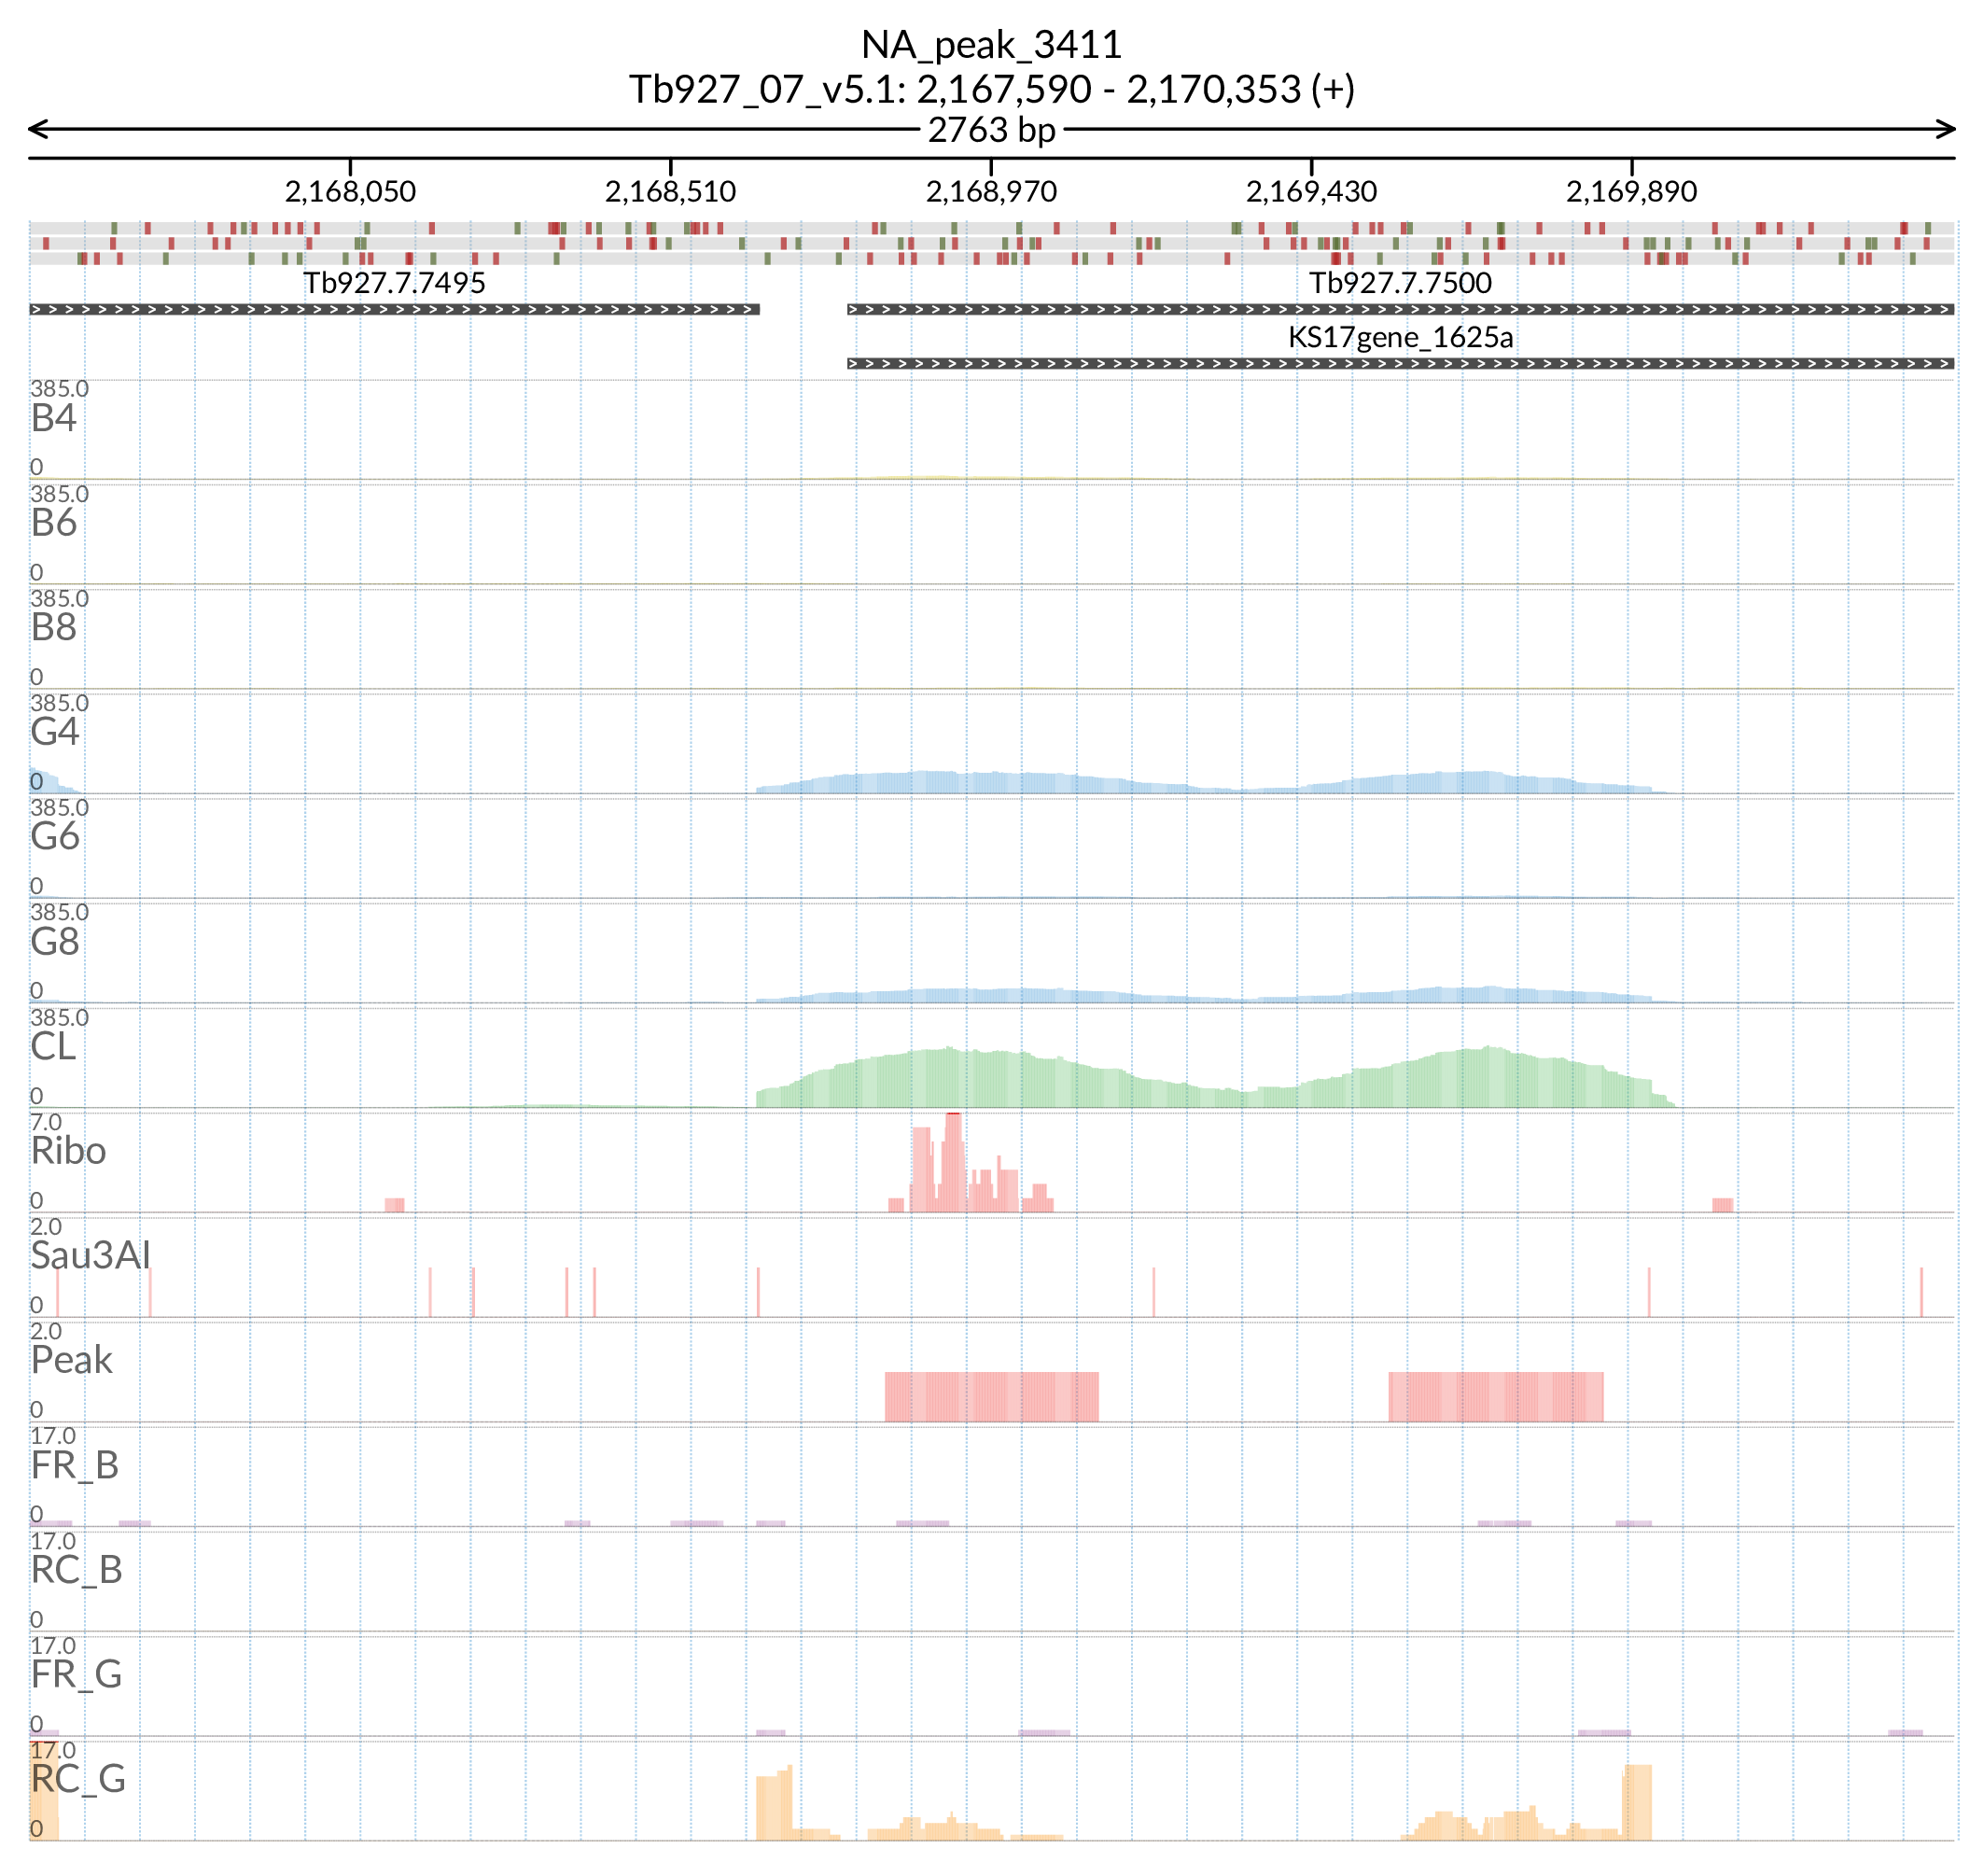 NA_peak_3411
Tb927_07_v5.1: 2,167,590 - 2,170,353 (+)
2763 bp
2,168,050 2,168,510 2,168,970 2,169,430 2,169,890
Tb927.7.7495 Tb927.7.7500
KS17gene_1625a
385.0
B4
0
385.0
B6
0
385.0
B8
0
385.0
G4
0
385.0
G6
0
385.0
G8
0
385.0
CL
0
7.0
Ribo
0
2.0
Sau3AI
0
2.0
Peak
0
17.0
FR_B
0
17.0
RC_B
0
17.0
FR_G
0
17.0
RC_G
0